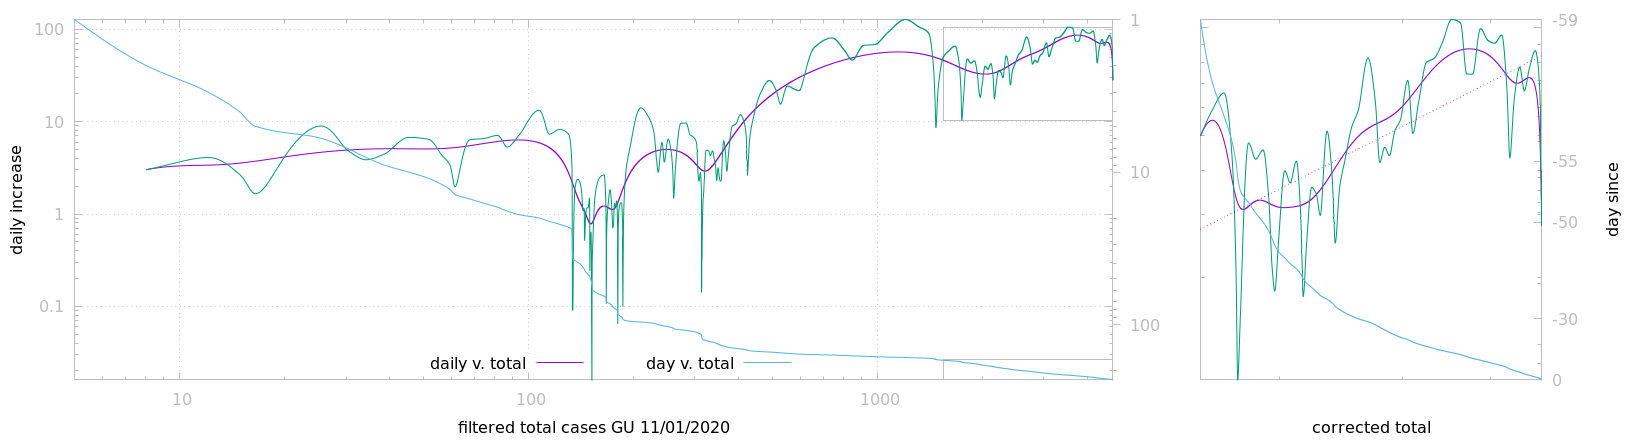 100
10
1
0.1
daily increase
10
100
1000
filtered total cases GU 11/01/2020
daily v. total
day v. total
1
10
100
-59
-55
-50
-30
0
day since
corrected total